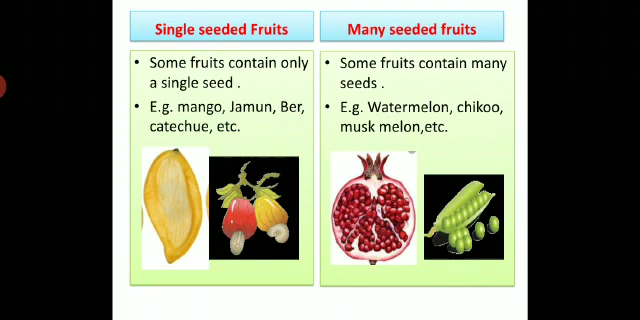 Single seeded Fruits
• Some fruits contain only
a single seed .
• E.g. mango, Jamun, Ber,
catechue, etc.
Many seeded fruits
• Some fruits contain many
seeds .
• E.g. Watermelon, chikoo,
musk melon,etc.